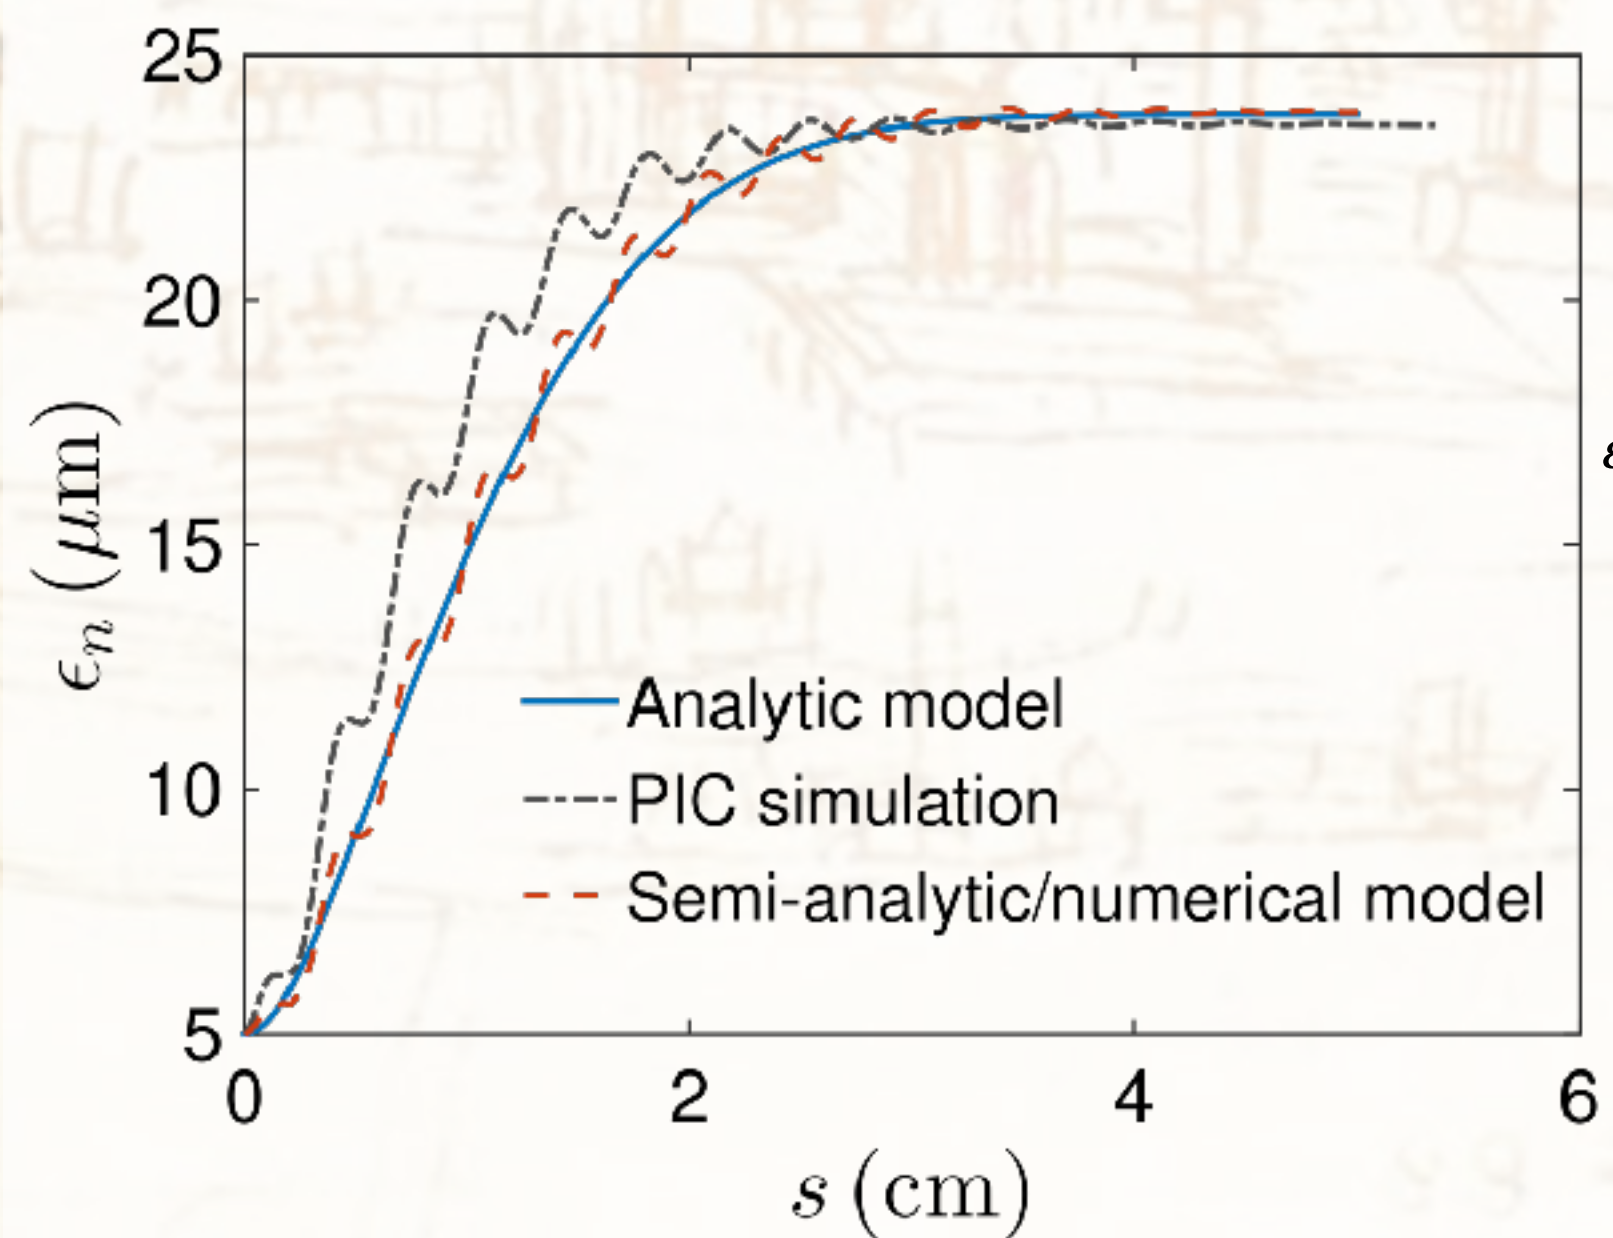 25
20
15
10
5
ϵₙ (μm)
Analytic model
PIC simulation
Semi-analytic/numerical model
0 2 4 6
s (cm)
ε